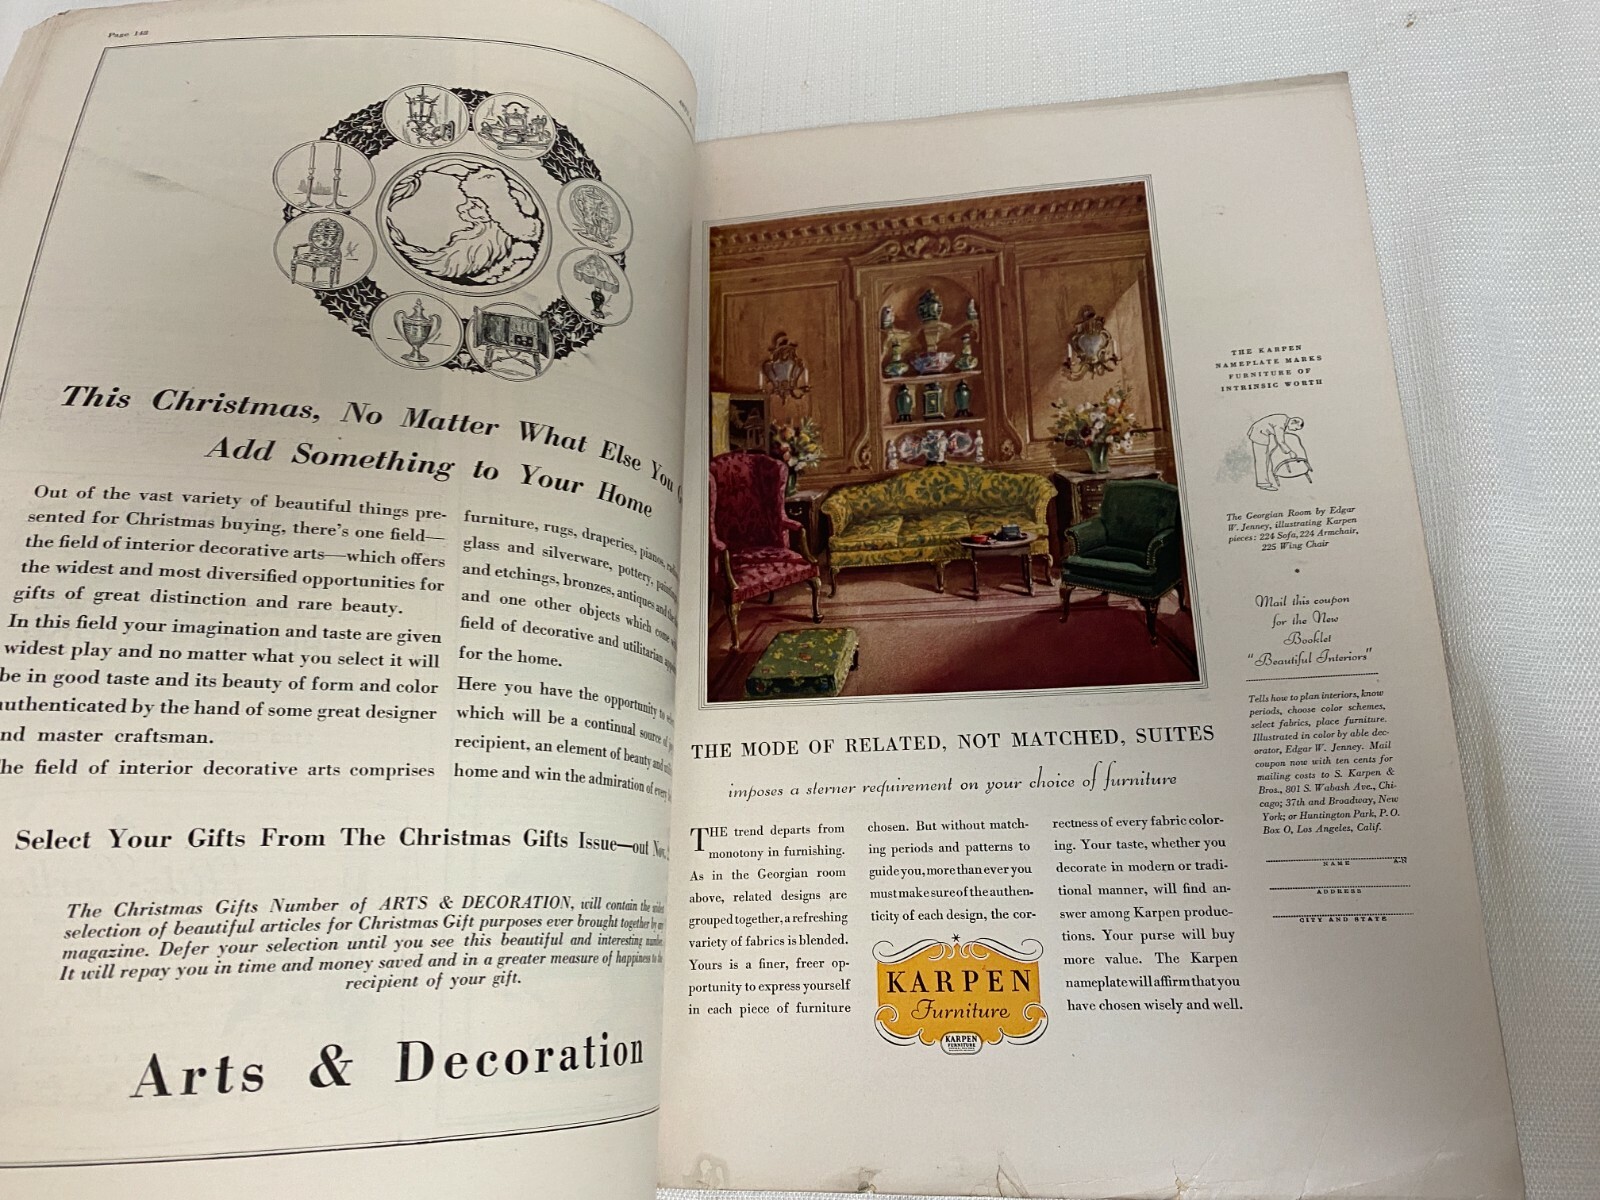 Page 142
This Christmas, No Matter What Else You
Add Something to Your Home
Out of the vast variety of beautiful things pre-
sented for Christmas buying, there's one field—
the field of interior decorative arts—which offers
the widest and most diversified opportunities for
gifts of great distinction and rare beauty.
In this field your imagination and taste are given
widest play and no matter what you select it will
be in good taste and its beauty of form and color
authenticated by the hand of some great designer
nd master craftsman.
he field of interior decorative arts comprises
furniture, rugs, draperies, pianos,
glass and silverware, pottery,
and etchings, bronzes, antiques and
and one other objects which come
field of decorative and utilitarian
for the home.
Here you have the opportunity to
which will be a continual source of
recipient, an element of beauty and
home and win the admiration of every
Select Your Gifts From The Christmas Gifts Issue—out Nov.
The Christmas Gifts Number of ARTS & DECORATION, will contain the
selection of beautiful articles for Christmas Gift purposes ever brought together by
magazine. Defer your selection until you see this beautiful and interesting number.
It will repay you in time and money saved and in a greater measure of happiness to the
recipient of your gift.
Arts & Decoration
THE MODE OF RELATED, NOT MATCHED, SUITES
imposes a sterner requirement on your choice of furniture
THE trend departs from
monotony in furnishing.
As in the Georgian room
above, related designs are
grouped together, a refreshing
variety of fabrics is blended.
Yours is a finer, freer op-
portunity to express yourself
in each piece of furniture
chosen. But without match-
ing periods and patterns to
guide you, more than ever you
must make sure of the authen-
ticity of each design, the cor-
rectness of every fabric color-
ing. Your taste, whether you
decorate in modern or tradi-
tional manner, will find an-
swer among Karpen produc-
tions. Your purse will buy
more value. The Karpen
nameplate will affirm that you
have chosen wisely and well.
KARPEN
Furniture
KARPEN
FURNITURE
THE KARPEN
NAMEPLATE MARKS
FURNITURE OF
INTRINSIC WORTH
The Georgian Room by Edgar
W. Jenney, illustrating Karpen
pieces: 224 Sofa, 224 Armchair,
225 Wing Chair
Mail this coupon
for the New
Booklet
"Beautiful Interiors"
Tells how to plan interiors, know
periods, choose color schemes,
select fabrics, place furniture.
Illustrated in color by able dec-
orator, Edgar W. Jenney. Mail
coupon now with ten cents for
mailing costs to S. Karpen &
Bros., 801 S. Wabash Ave., Chi-
cago; 37th and Broadway, New
York; or Huntington Park, P. O.
Box O, Los Angeles, Calif.
NAME A-N
ADDRESS
CITY AND STATE